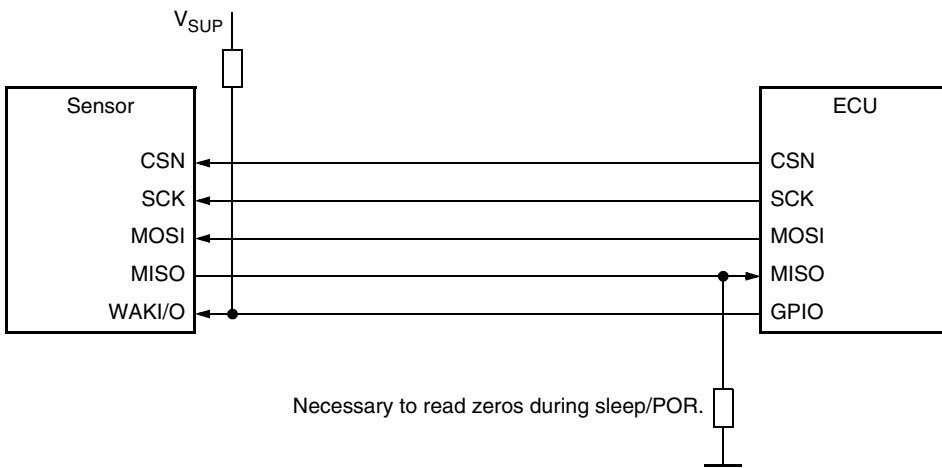 VSUP
Sensor
ECU
CSN
CSN
SCK
SCK
MOSI
MOSI
MISO
MISO
WAKI/O
GPIO
Necessary to read zeros during sleep/POR.